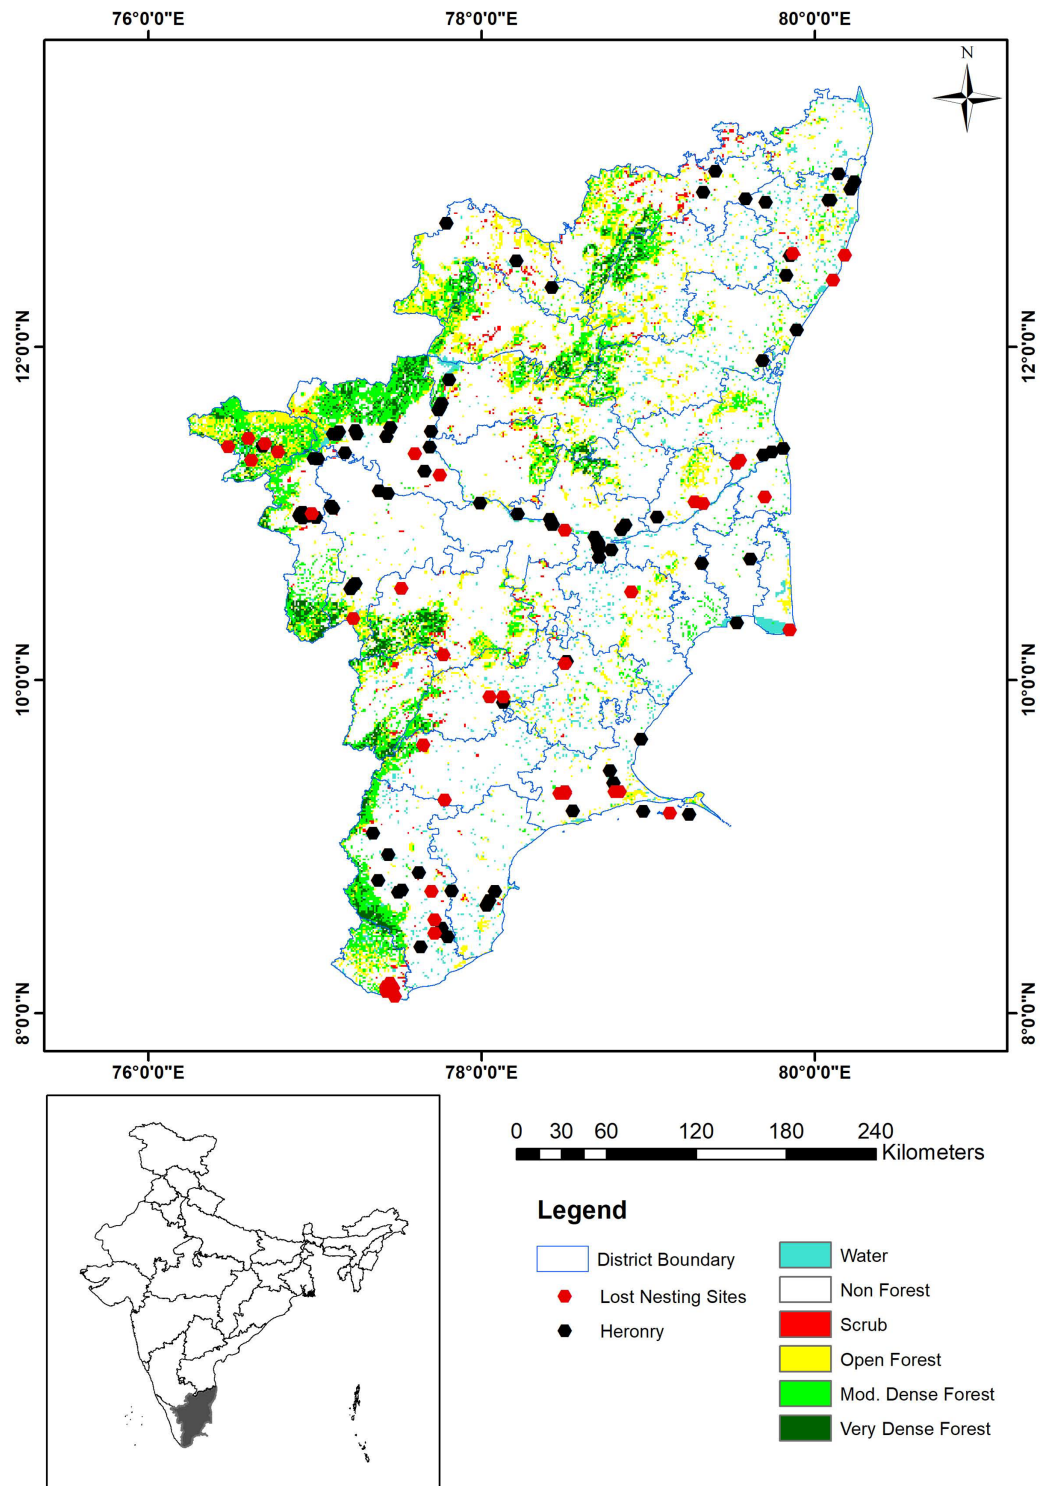 76°0'0"E 78°0'0"E 80°0'0"E
N
12°0'0"N 12°0'0"N
10°0'0"N 10°0'0"N
8°0'0"N 8°0'0"N
76°0'0"E 78°0'0"E 80°0'0"E
0 30 60 120 180 240
Kilometers
Legend
District Boundary
Lost Nesting Sites
Heronry
Water
Non Forest
Scrub
Open Forest
Mod. Dense Forest
Very Dense Forest